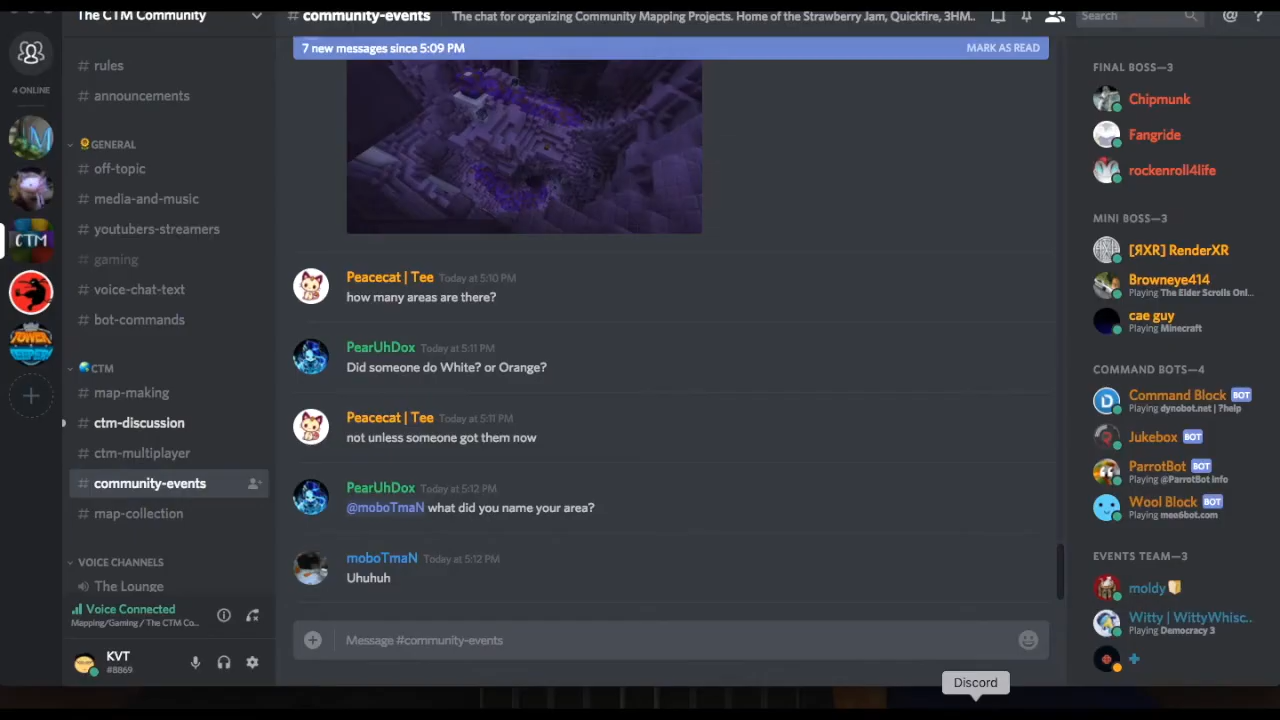 The CTM Community
# community-events
The chat for organizing Community Mapping Projects. Home of the Strawberry Jam, Quickfire, 3HM...
Search
@
?
7 new messages since 5:09 PM
MARK AS READ
4 ONLINE
M
CTM
# rules
# announcements
GENERAL
# off-topic
# media-and-music
# youtubers-streamers
# gaming
# voice-chat-text
# bot-commands
CTM
# map-making
# ctm-discussion
# ctm-multiplayer
# community-events
# map-collection
VOICE CHANNELS
The Lounge
Voice Connected
Mapping/Gaming / The CTM Co...
KVT
#8869
Peacecat | Tee Today at 5:10 PM
how many areas are there?
PearUhDox Today at 5:11 PM
Did someone do White? or Orange?
Peacecat | Tee Today at 5:11 PM
not unless someone got them now
PearUhDox Today at 5:12 PM
@moboTmaN what did you name your area?
moboTmaN Today at 5:12 PM
Uhuhuh
Message #community-events
FINAL BOSS—3
Chipmunk
Fangride
rockenroll4life
MINI BOSS—3
[ЯXR] RenderXR
Browneye414
Playing The Elder Scrolls Onl...
cae guy
Playing Minecraft
COMMAND BOTS—4
Command Block BOT
Playing dynobot.net | ?help
Jukebox BOT
ParrotBot BOT
Playing @ParrotBot info
Wool Block BOT
Playing mee6bot.com
EVENTS TEAM—3
moldy
Witty | WittyWhisc...
Playing Democracy 3
Discord